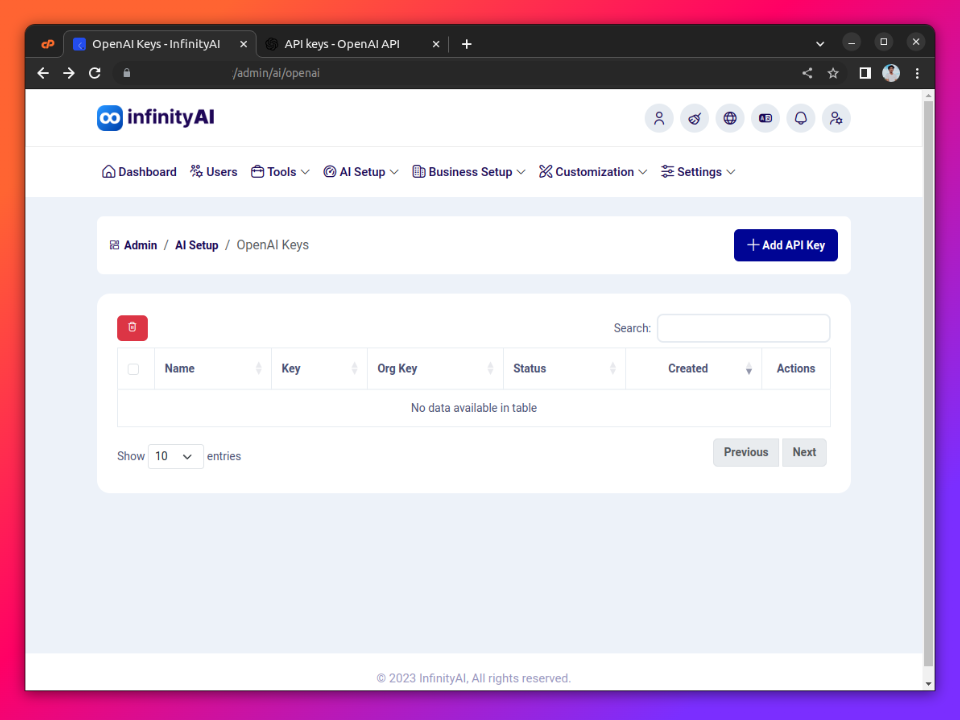 OpenAI Keys - InfinityAI
API keys - OpenAI API
/admin/ai/openai
infinityAI
Dashboard Users Tools AI Setup Business Setup Customization Settings
Admin / AI Setup / OpenAI Keys
Add API Key
Search:
Name Key Org Key Status Created Actions
No data available in table
Show 10 entries
Previous Next
© 2023 InfinityAI, All rights reserved.